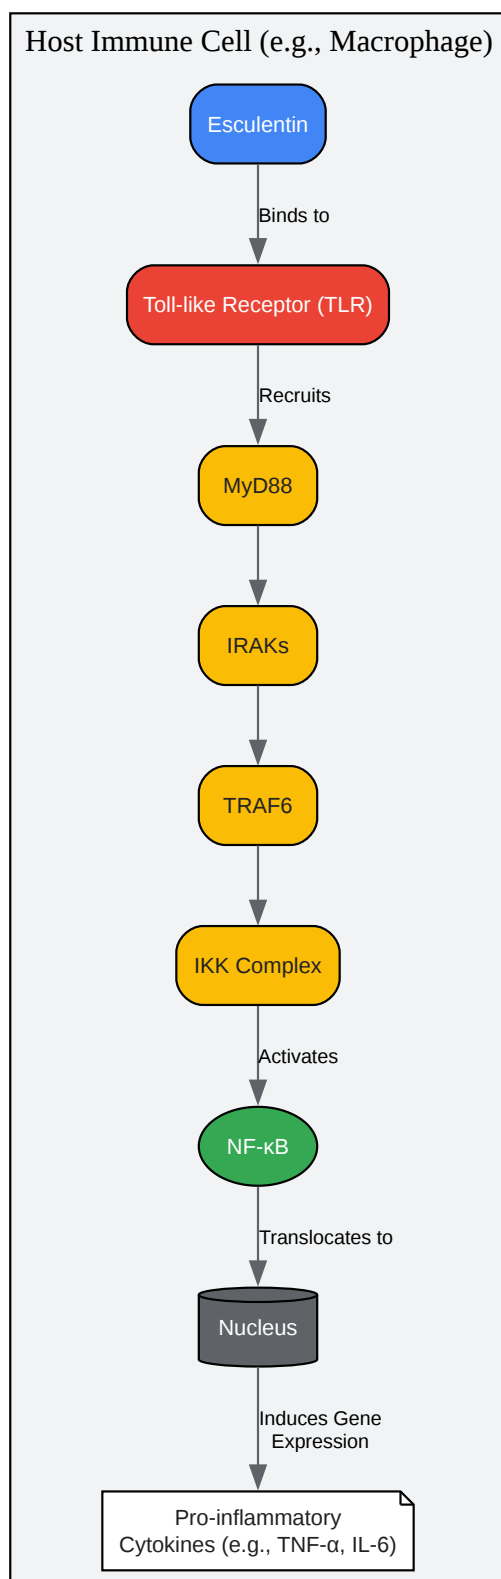 Host Immune Cell (e.g., Macrophage)
Esculentin
Binds to
Toll-like Receptor (TLR)
Recruits
MyD88
IRAKs
TRAF6
IKK Complex
Activates
NF-κB
Translocates to
Nucleus
Induces Gene
Expression
Pro-inflammatory
Cytokines (e.g., TNF-α, IL-6)